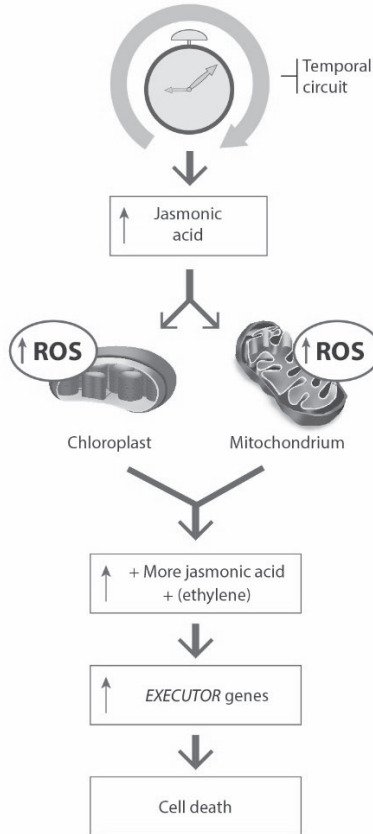 Temporal
circuit
Jasmonic
acid
ROS
ROS
Chloroplast
Mitochondrium
+ More jasmonic acid
+ (ethylene)
EXECUTOR genes
Cell death